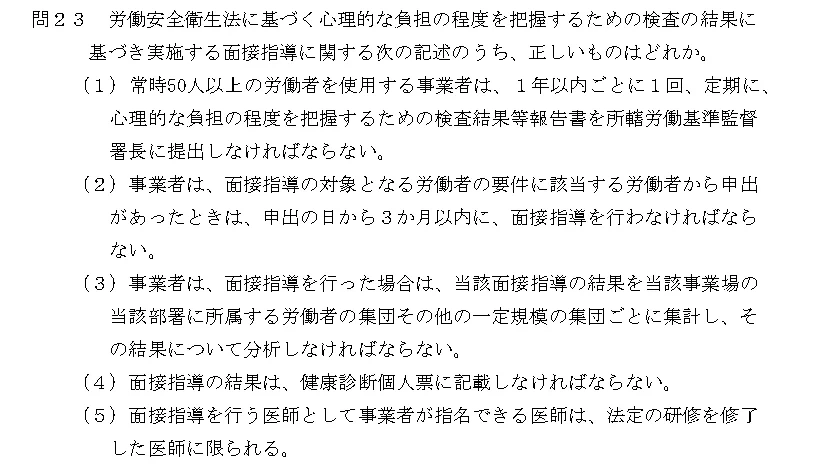 問２３　労働安全衛生法に基づく心理的な負担の程度を把握するための検査の結果に
基づき実施する面接指導に関する次の記述のうち、正しいものはどれか。
（１）常時50人以上の労働者を使用する事業者は、１年以内ごとに１回、定期に、
心理的な負担の程度を把握するための検査結果等報告書を所轄労働基準監督
署長に提出しなければならない。
（２）事業者は、面接指導の対象となる労働者の要件に該当する労働者から申出
があったときは、申出の日から３か月以内に、面接指導を行わなければなら
ない。
（３）事業者は、面接指導を行った場合は、当該面接指導の結果を当該事業場の
当該部署に所属する労働者の集団その他の一定規模の集団ごとに集計し、そ
の結果について分析しなければならない。
（４）面接指導の結果は、健康診断個人票に記載しなければならない。
（５）面接指導を行う医師として事業者が指名できる医師は、法定の研修を修了
した医師に限られる。